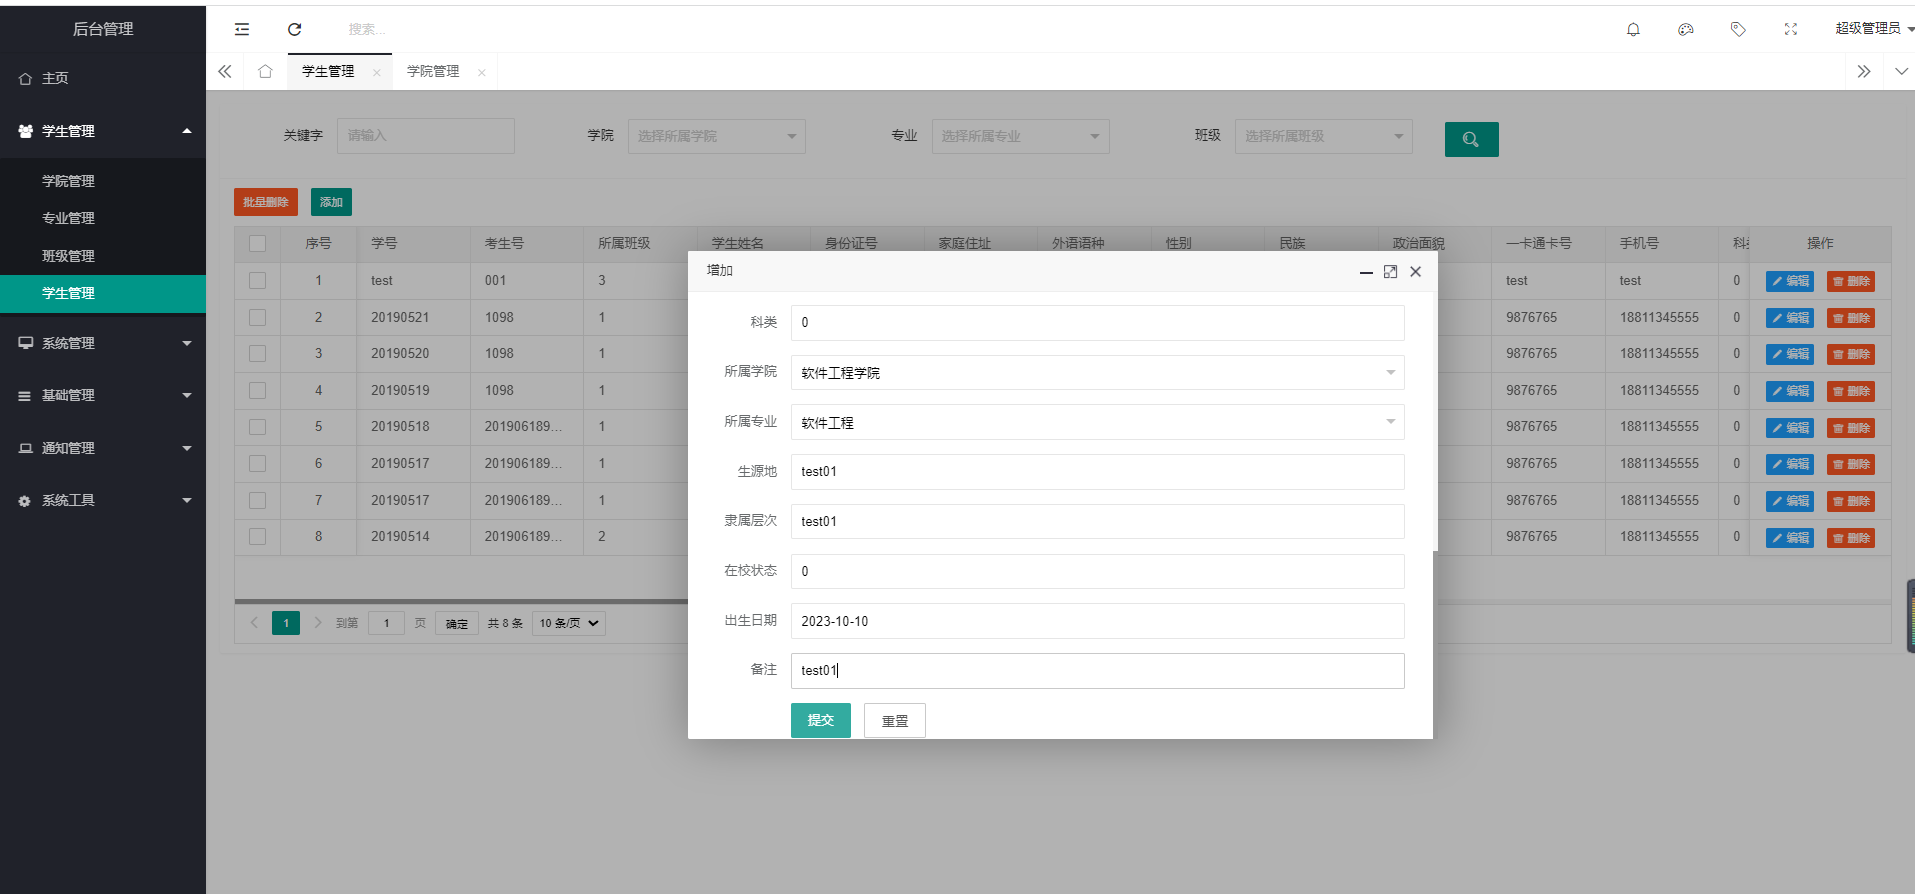 后台管理
搜索...
超级管理员
主页
学生管理
学院管理
专业管理
班级管理
学生管理
系统管理
基础管理
通知管理
系统工具
学生管理 学院管理
关键字 请输入 学院 选择所属学院 专业 选择所属专业 班级 选择所属班级
批量删除 添加
序号 学号 考生号 所属班级 学生姓名 身份证号 家庭住址 外语语种 性别 民族 政治面貌 一卡通卡号 手机号 操作
1 test 001 3 test test 0 编辑 删除
2 20190521 1098 1 9876765 18811345555 0 编辑 删除
3 20190520 1098 1 9876765 18811345555 0 编辑 删除
4 20190519 1098 1 9876765 18811345555 0 编辑 删除
5 20190518 201906189... 1 9876765 18811345555 0 编辑 删除
6 20190517 201906189... 1 9876765 18811345555 0 编辑 删除
7 20190517 201906189... 1 9876765 18811345555 0 编辑 删除
8 20190514 201906189... 2 9876765 18811345555 0 编辑 删除
1 到第 1 页 确定 共 8 条 10 条/页
增加
科类 0
所属学院 软件工程学院
所属专业 软件工程
生源地 test01
隶属层次 test01
在校状态 0
出生日期 2023-10-10
备注 test01
提交 重置